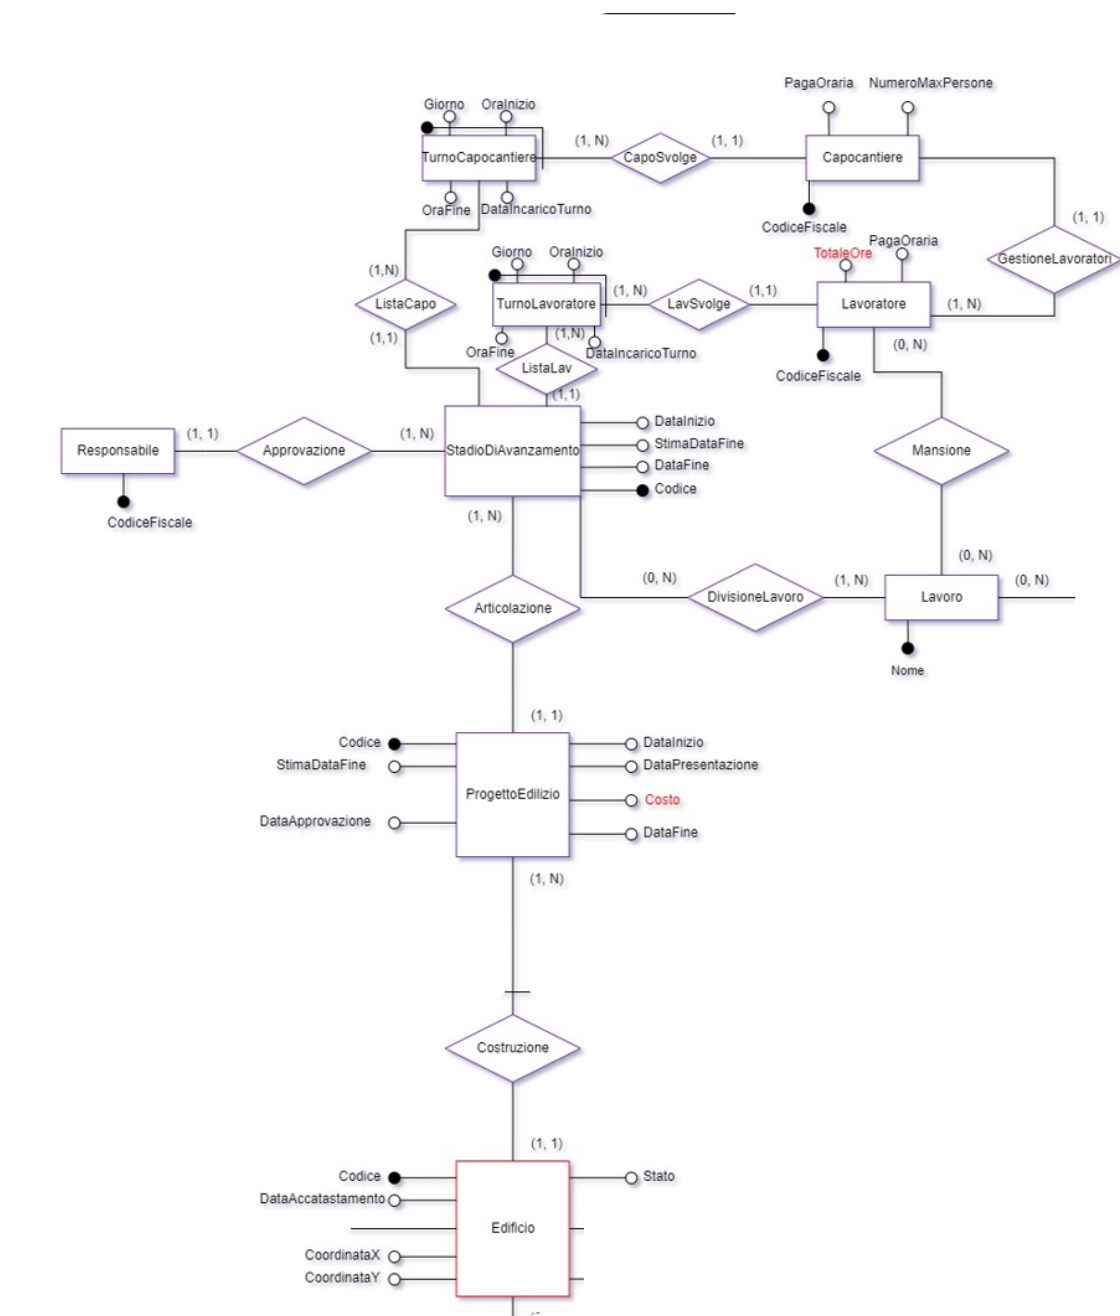 PagaOraria NumeroMaxPersone
Giorno OraInizio
TurnoCapocantiere (1, N) CapoSvolge (1, 1) Capocantiere
OraFine DataIncaricoTurno
CodiceFiscale
(1, 1)
PagaOraria
TotaleOre
Giorno OraInizio
GestioneLavoratori
(1,N)
ListaCapo
TurnoLavoratore (1, N) LavSvolge (1,1) Lavoratore (1, N)
(1,1)
OraFine (1,N) DataIncaricoTurno
(0, N)
ListaLav
CodiceFiscale
(1,1)
DataInizio
Responsabile (1, 1) Approvazione (1, N) StadioDiAvanzamento StimaDataFine
Mansione
DataFine
Codice
CodiceFiscale
(1, N)
(0, N)
Articolazione (0, N) DivisioneLavoro (1, N) Lavoro (0, N)
Nome
(1, 1)
Codice DataInizio
StimaDataFine DataPresentazione
ProgettoEdilizio
Costo
DataApprovazione DataFine
(1, N)
Costruzione
(1, 1)
Codice Stato
DataAccatastamento
Edificio
CoordinataX
CoordinataY